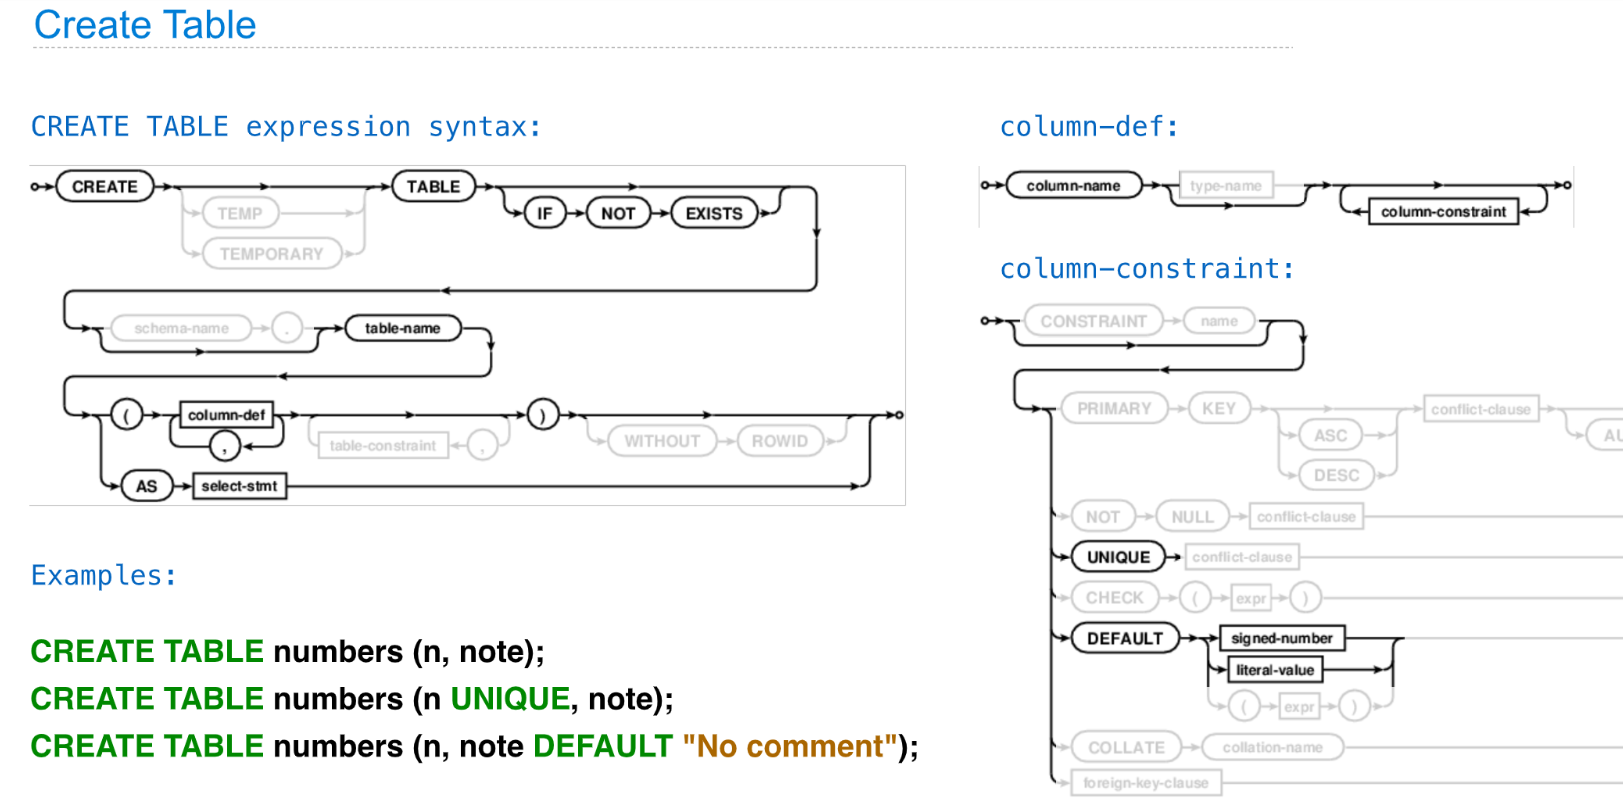 Create Table
CREATE TABLE expression syntax:
CREATE TABLE IF NOT EXISTS
TEMP
TEMPORARY
schema-name . table-name
( column-def , table-constraint , ) WITHOUT ROWID
AS select-stmt
Examples:
CREATE TABLE numbers (n, note);
CREATE TABLE numbers (n UNIQUE, note);
CREATE TABLE numbers (n, note DEFAULT "No comment");
column-def:
column-name type-name
column-constraint
column-constraint:
CONSTRAINT name
PRIMARY KEY ASC conflict-clause
DESC
NOT NULL conflict-clause
UNIQUE conflict-clause
CHECK ( expr )
DEFAULT signed-number
literal-value
( expr )
COLLATE collation-name
foreign-key-clause